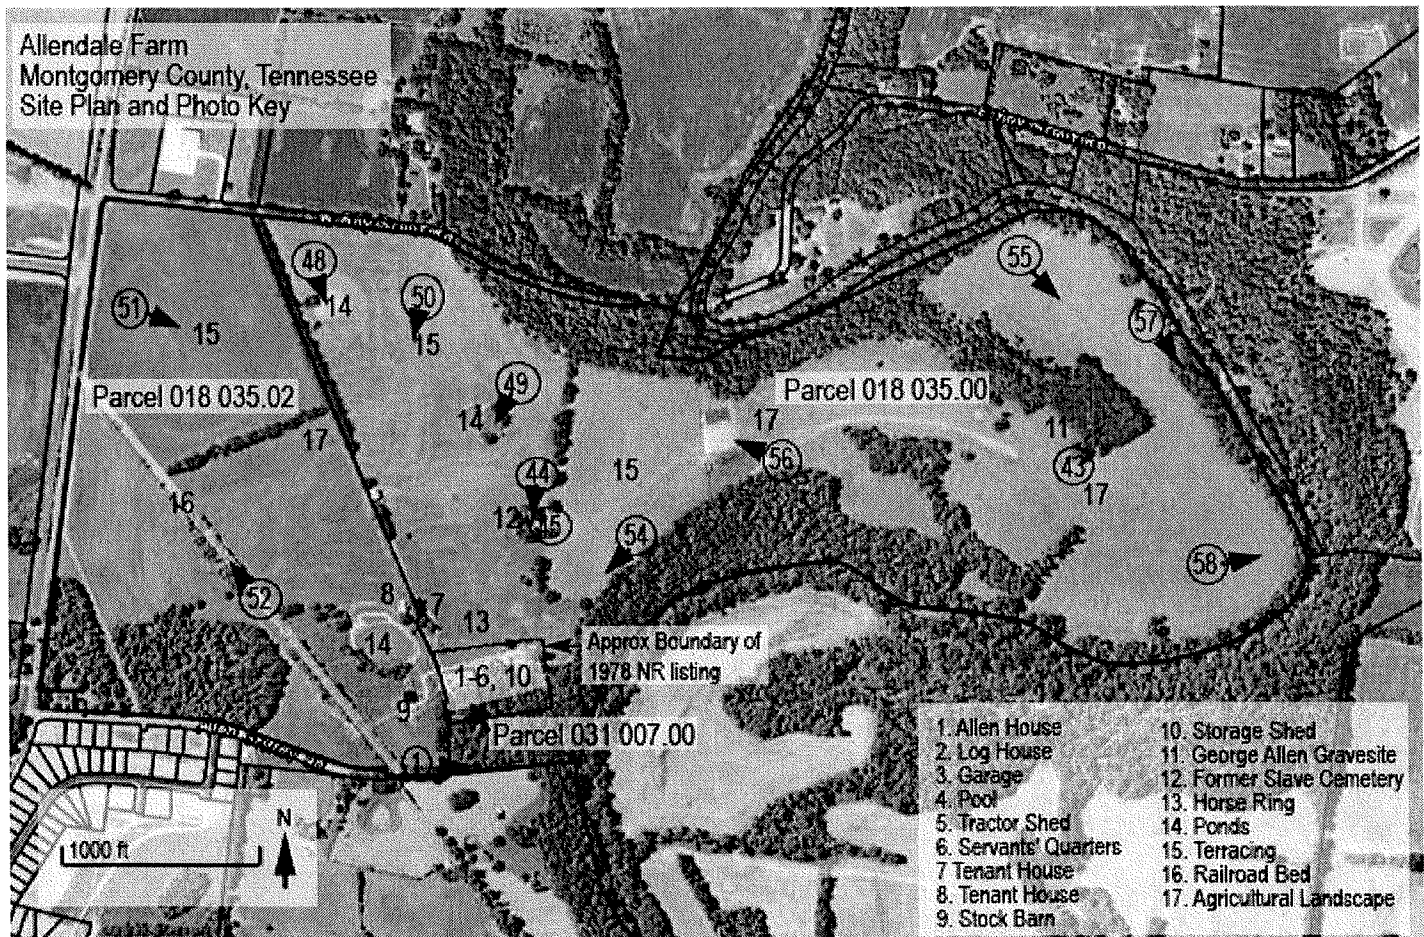 Allendale Farm
Montgomery County, Tennessee
Site Plan and Photo Key
48
14
50
55
51
15
15
57
49
Parcel 018 035.02
Parcel 018 035.00
14
17
11
17
56
43
44
15
17
16
12
45
54
58
52
8
7
13
14
Approx Boundary of
1978 NR listing
1-6, 10
9
Parcel 031 007.00
1
N
1000 ft
1. Allen House
2. Log House
3. Garage
4. Pool
5. Tractor Shed
6. Servants' Quarters
7 Tenant House
8. Tenant House
9. Stock Barn
10. Storage Shed
11. George Allen Gravesite
12. Former Slave Cemetery
13. Horse Ring
14. Ponds
15. Terracing
16. Railroad Bed
17. Agricultural Landscape